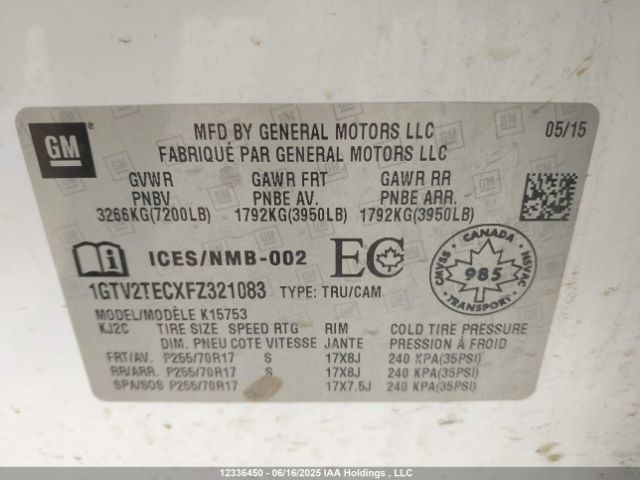 GM
MFD BY GENERAL MOTORS LLC 05/15
FABRIQUÉ PAR GENERAL MOTORS LLC
GVWR GAWR FRT GAWR RR
PNBV PNBE AV. PNBE ARR.
3266KG(7200LB) 1792KG(3950LB) 1792KG(3950LB)
ICES/NMB-002 EC
CANADA
CMVSS 985 NSVAC
TRANSPORT
1GTV2TECXFZ321083 TYPE: TRU/CAM
MODEL/MODÈLE K15753
KJ2C TIRE SIZE SPEED RTG RIM COLD TIRE PRESSURE
DIM. PNEU COTE VITESSE JANTE PRESSION À FROID
FRT/AV. P255/70R17 S 17X8J 240 KPA(35PSI)
RR/ARR. P255/70R17 S 17X8J 240 KPA(35PSI)
SPA/SOS P255/70R17 17X7.5J 240 KPA(35PSI)
12336450 - 06/16/2025 IAA Holdings , LLC